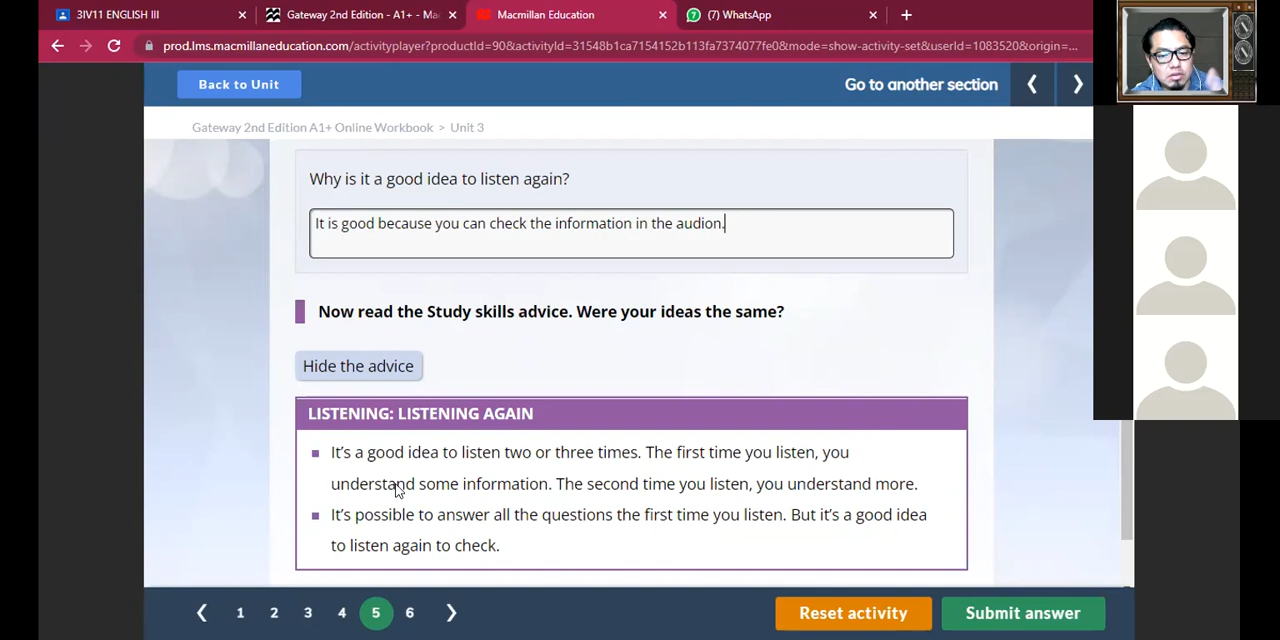 3IV11 ENGLISH III
Gateway 2nd Edition - A1+ - Mac
Macmillan Education
(7) WhatsApp
prod.lms.macmillaneducation.com/activityplayer?productId=90&activityId=31548b1ca7154152b113fa7374077fe0&mode=show-activity-set&userId=1083520&origin=...
Back to Unit
Go to another section
Gateway 2nd Edition A1+ Online Workbook > Unit 3
Why is it a good idea to listen again?
It is good because you can check the information in the audion.
Now read the Study skills advice. Were your ideas the same?
Hide the advice
LISTENING: LISTENING AGAIN
It's a good idea to listen two or three times. The first time you listen, you
understand some information. The second time you listen, you understand more.
It's possible to answer all the questions the first time you listen. But it's a good idea
to listen again to check.
1 2 3 4 5 6
Reset activity
Submit answer